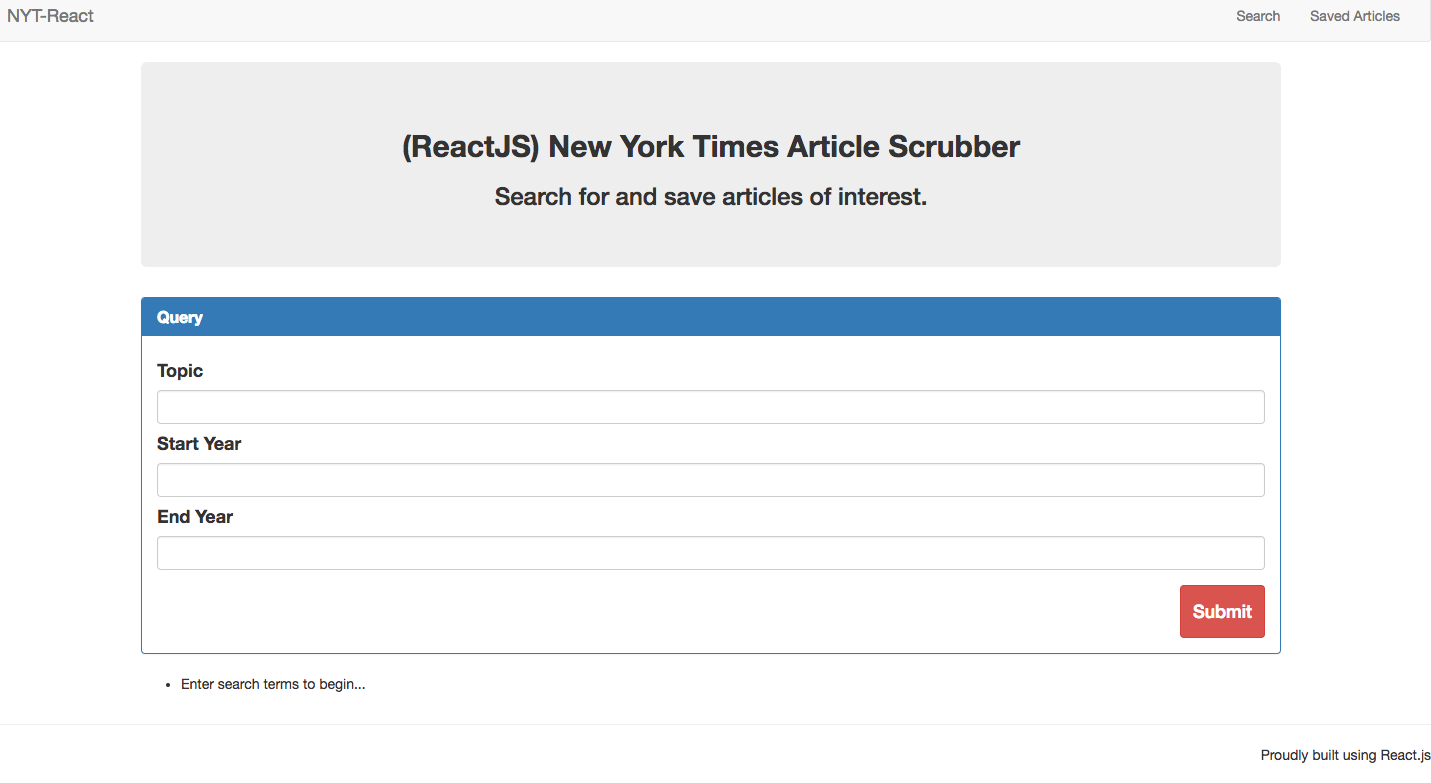 NYT-React
Search
Saved Articles
(ReactJS) New York Times Article Scrubber
Search for and save articles of interest.
Query
Topic
Start Year
End Year
Submit
Enter search terms to begin...
Proudly built using React.js